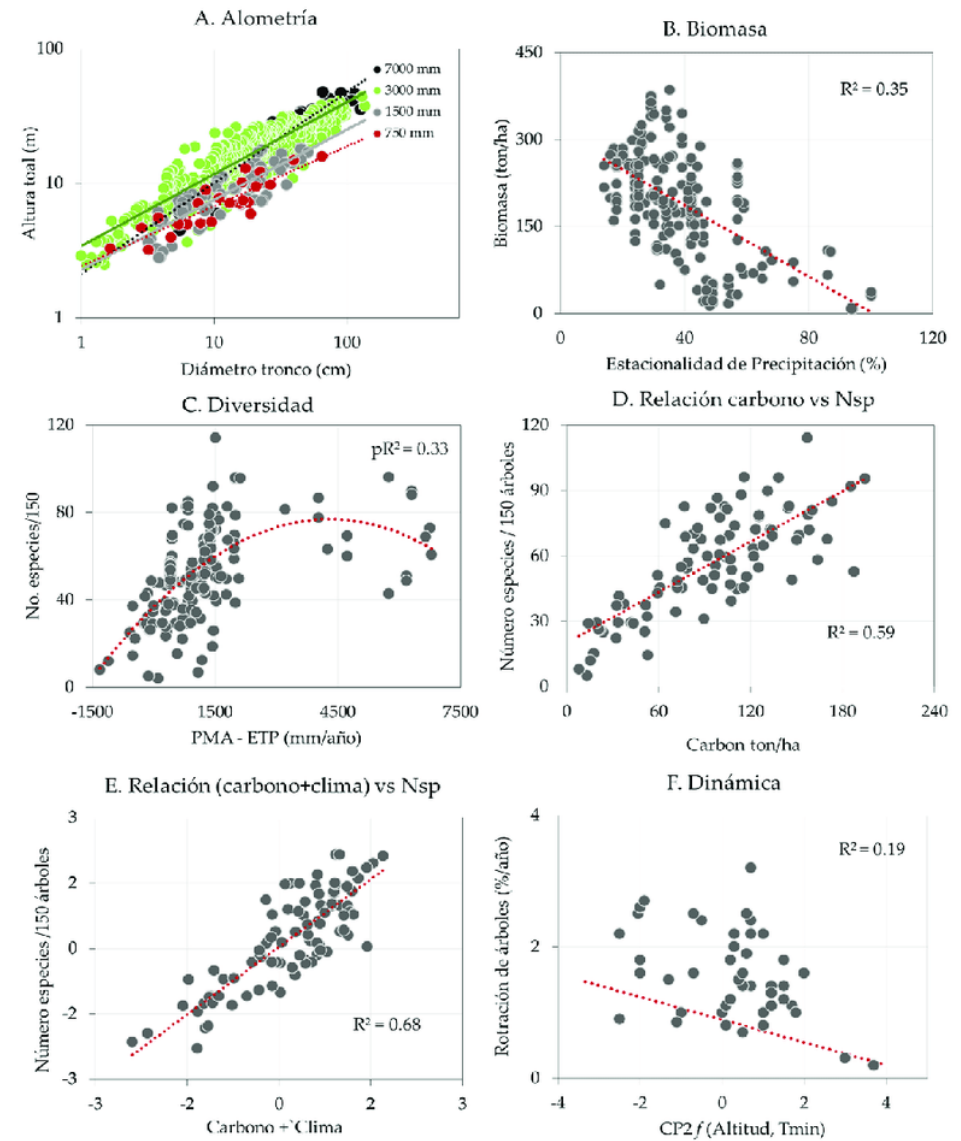 A. Alometría
100
10
1
7000 mm
3000 mm
1500 mm
750 mm
Altura toal (m)
1 10 100
Diámetro tronco (cm)
B. Biomasa
450
300
150
0
R² = 0.35
Biomasa (ton/ha)
0 40 80 120
Estacionalidad de Precipitación (%)
C. Diversidad
120
80
40
0
pR² = 0.33
No. especies/150
-1500 1500 4500 7500
PMA - ETP (mm/año)
D. Relación carbono vs Nsp
120
90
60
30
0
R² = 0.59
Número especies / 150 árboles
0 60 120 180 240
Carbon ton/ha
E. Relación (carbono+clima) vs Nsp
3
2
0
-2
-3
R² = 0.68
Número especies /150 árboles
-3 -2 0 2 3
Carbono +`Clima
F. Dinámica
4
2
0
R² = 0.19
Rotración de árboles (%/año)
-4 -2 0 2 4
CP2 f (Altitud, Tmin)